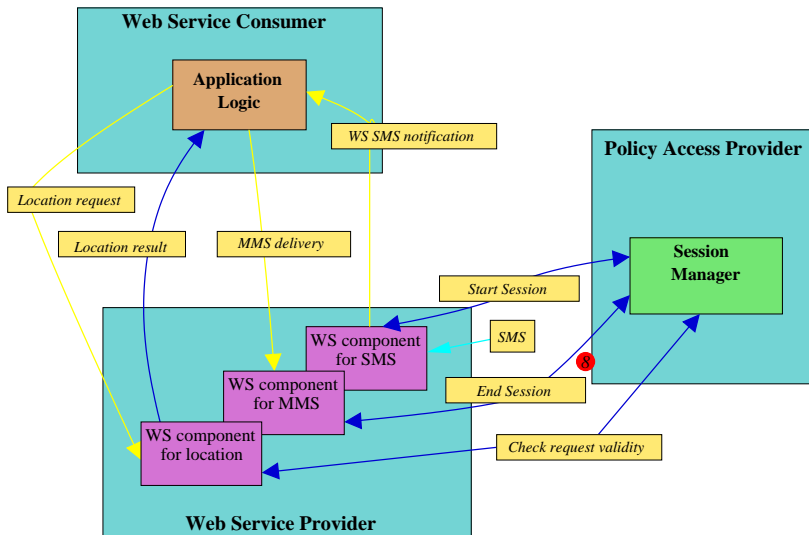 Web Service Consumer
Application
Logic
WS SMS notification
Policy Access Provider
Location request
Location result
MMS delivery
Session
Manager
Start Session
SMS
WS component
for SMS
8
WS component
for MMS
End Session
WS component
for location
Check request validity
Web Service Provider